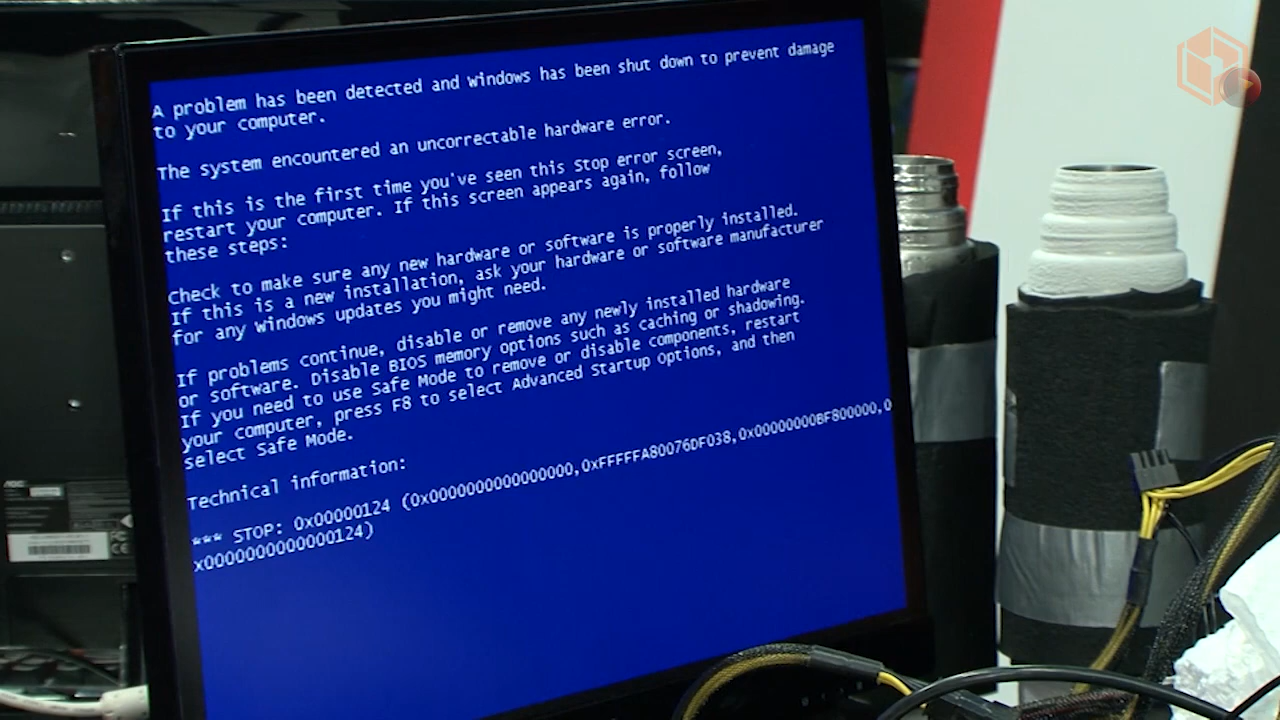 A problem has been detected and Windows has been shut down to prevent damage
to your computer.
The system encountered an uncorrectable hardware error.
If this is the first time you've seen this Stop error screen,
restart your computer. If this screen appears again, follow
these steps:
Check to make sure any new hardware or software is properly installed.
If this is a new installation, ask your hardware or software manufacturer
for any Windows updates you might need.
If problems continue, disable or remove any newly installed hardware
or software. Disable BIOS memory options such as caching or shadowing.
If you need to use Safe Mode to remove or disable components, restart
your computer, press F8 to select Advanced Startup Options, and then
select Safe Mode.
Technical information:
*** STOP: 0x00000124 (0x0000000000000000,0xFFFFFA80076DF038,0x00000000BF800000,0
x0000000000000124)